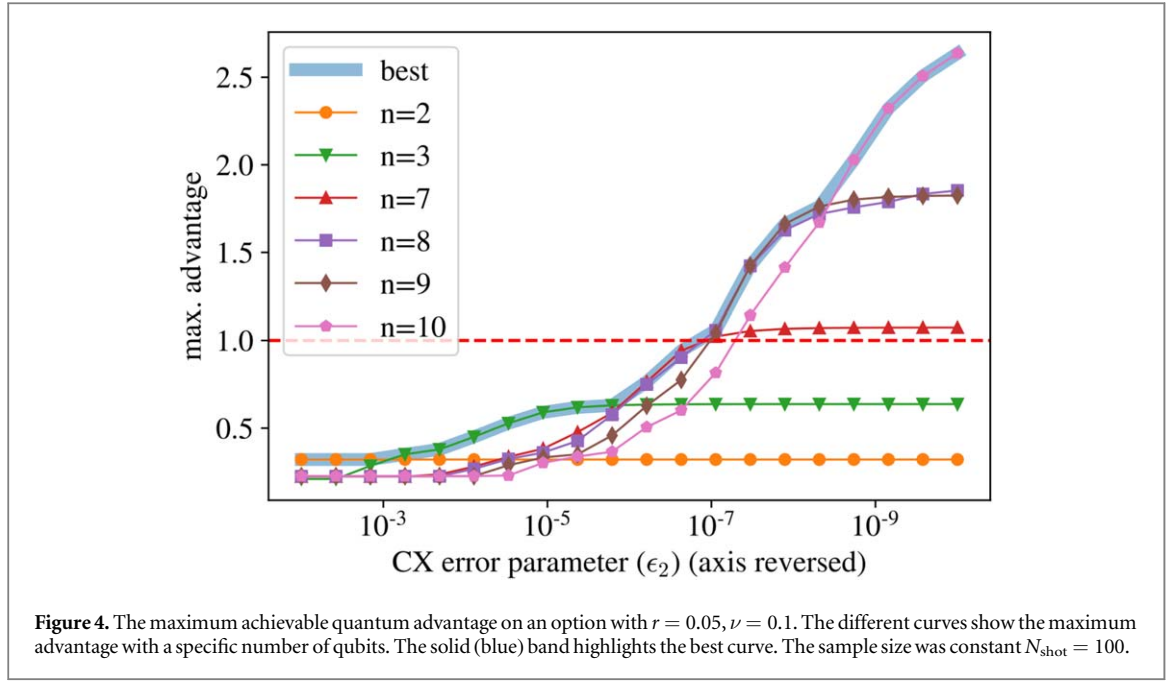 max. advantage
2.5
2.0
1.5
1.0
0.5
best
n=2
n=3
n=7
n=8
n=9
n=10
10⁻³
10⁻⁵
10⁻⁷
10⁻⁹
CX error parameter (ϵ₂) (axis reversed)
Figure 4. The maximum achievable quantum advantage on an option with r = 0.05, ν = 0.1. The different curves show the maximum
advantage with a specific number of qubits. The solid (blue) band highlights the best curve. The sample size was constant Nshot = 100.